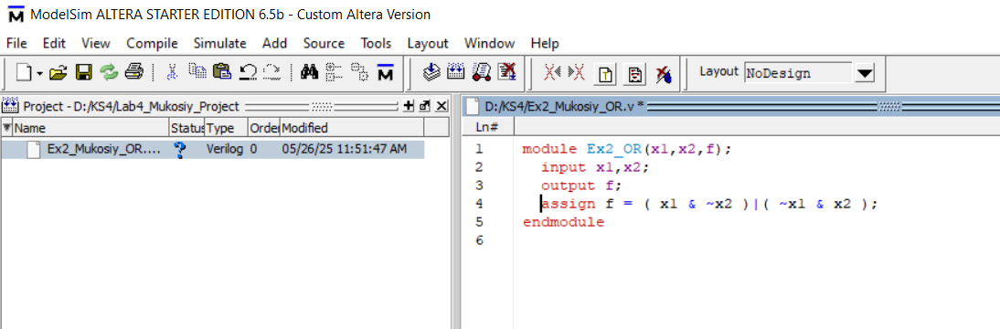 ModelSim ALTERA STARTER EDITION 6.5b - Custom Altera Version
File Edit View Compile Simulate Add Source Tools Layout Window Help
Layout NoDesign
Project - D:/KS4/Lab4_Mukosiy_Project
Name Status Type Order Modified
Ex2_Mukosiy_OR.... Verilog 0 05/26/25 11:51:47 AM
D:/KS4/Ex2_Mukosiy_OR.v *
Ln#
1 module Ex2_OR(x1,x2,f);
2 input x1,x2;
3 output f;
4 assign f = ( x1 & ~x2 )|( ~x1 & x2 );
5 endmodule
6